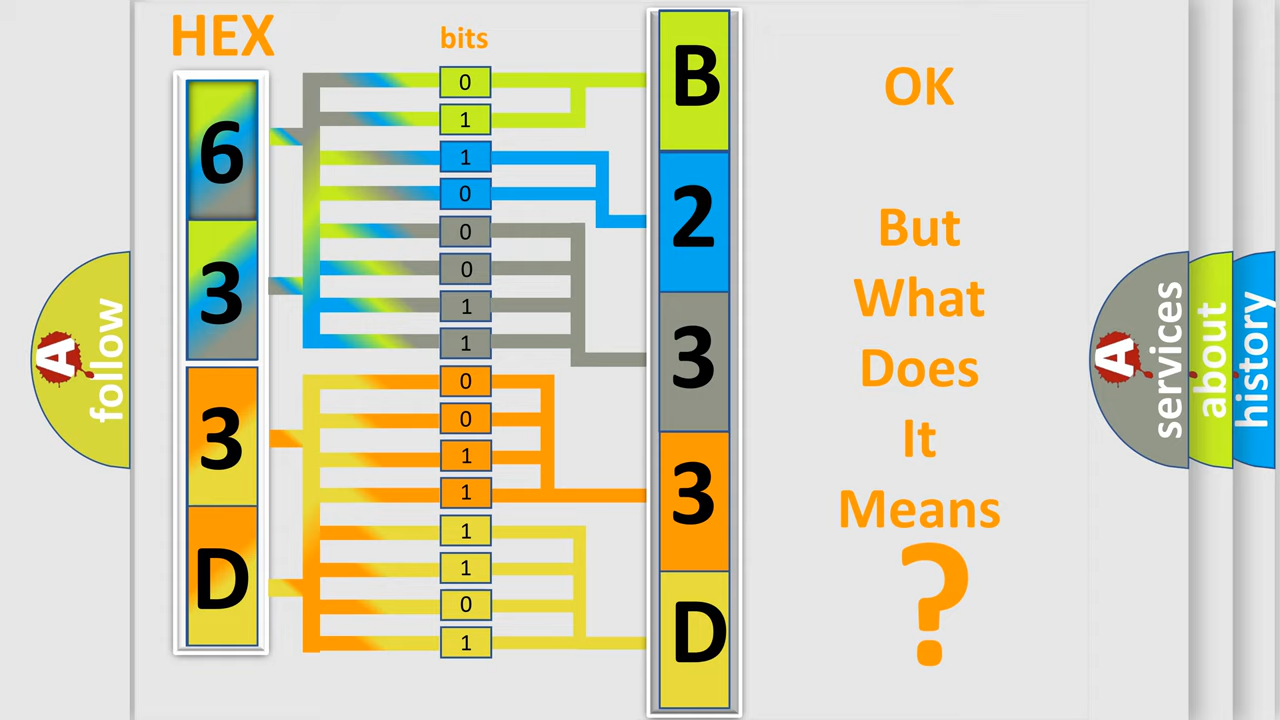 HEX
bits
6
3
3
D
0
1
1
0
0
0
1
1
0
0
1
1
1
1
0
1
B
2
3
3
D
OK
But
What
Does
It
Means
?
A
follow
A
services
about
history